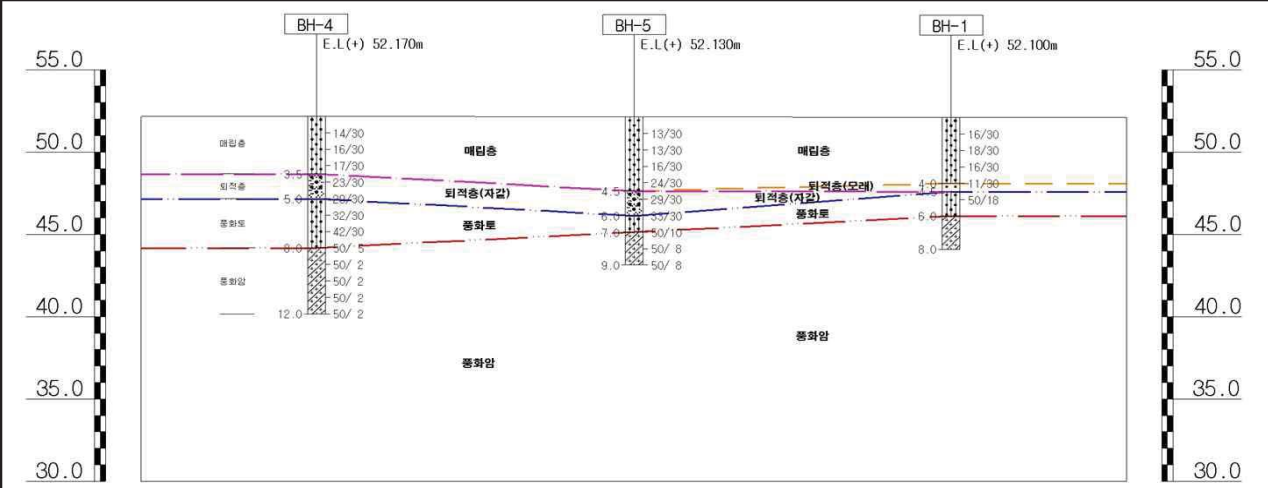 BH-4 BH-5 BH-1
E.L(+) 52.170m E.L(+) 52.130m E.L(+) 52.100m
55.0 55.0
14/30 13/30 16/30
매립층 매립층 매립층
50.0 16/30 13/30 18/30 50.0
17/30 16/30 16/30
3.5
퇴적층 23/30 24/30 퇴적층(모래) 4.0 11/30
퇴적층(자갈) 4.5 퇴적층(자갈)
5.0 29/30 50/18
풍화토 32/30 풍화토 6.0 33/30 풍화토 6.0
45.0 42/30 7.0 50/10 45.0
8.0 50/ 5 50/ 8 8.0
50/ 2 9.0 50/ 8
풍화암 50/ 2
50/ 2
40.0 12.0 50/ 2 40.0
풍화암
풍화암
35.0 35.0
30.0 30.0